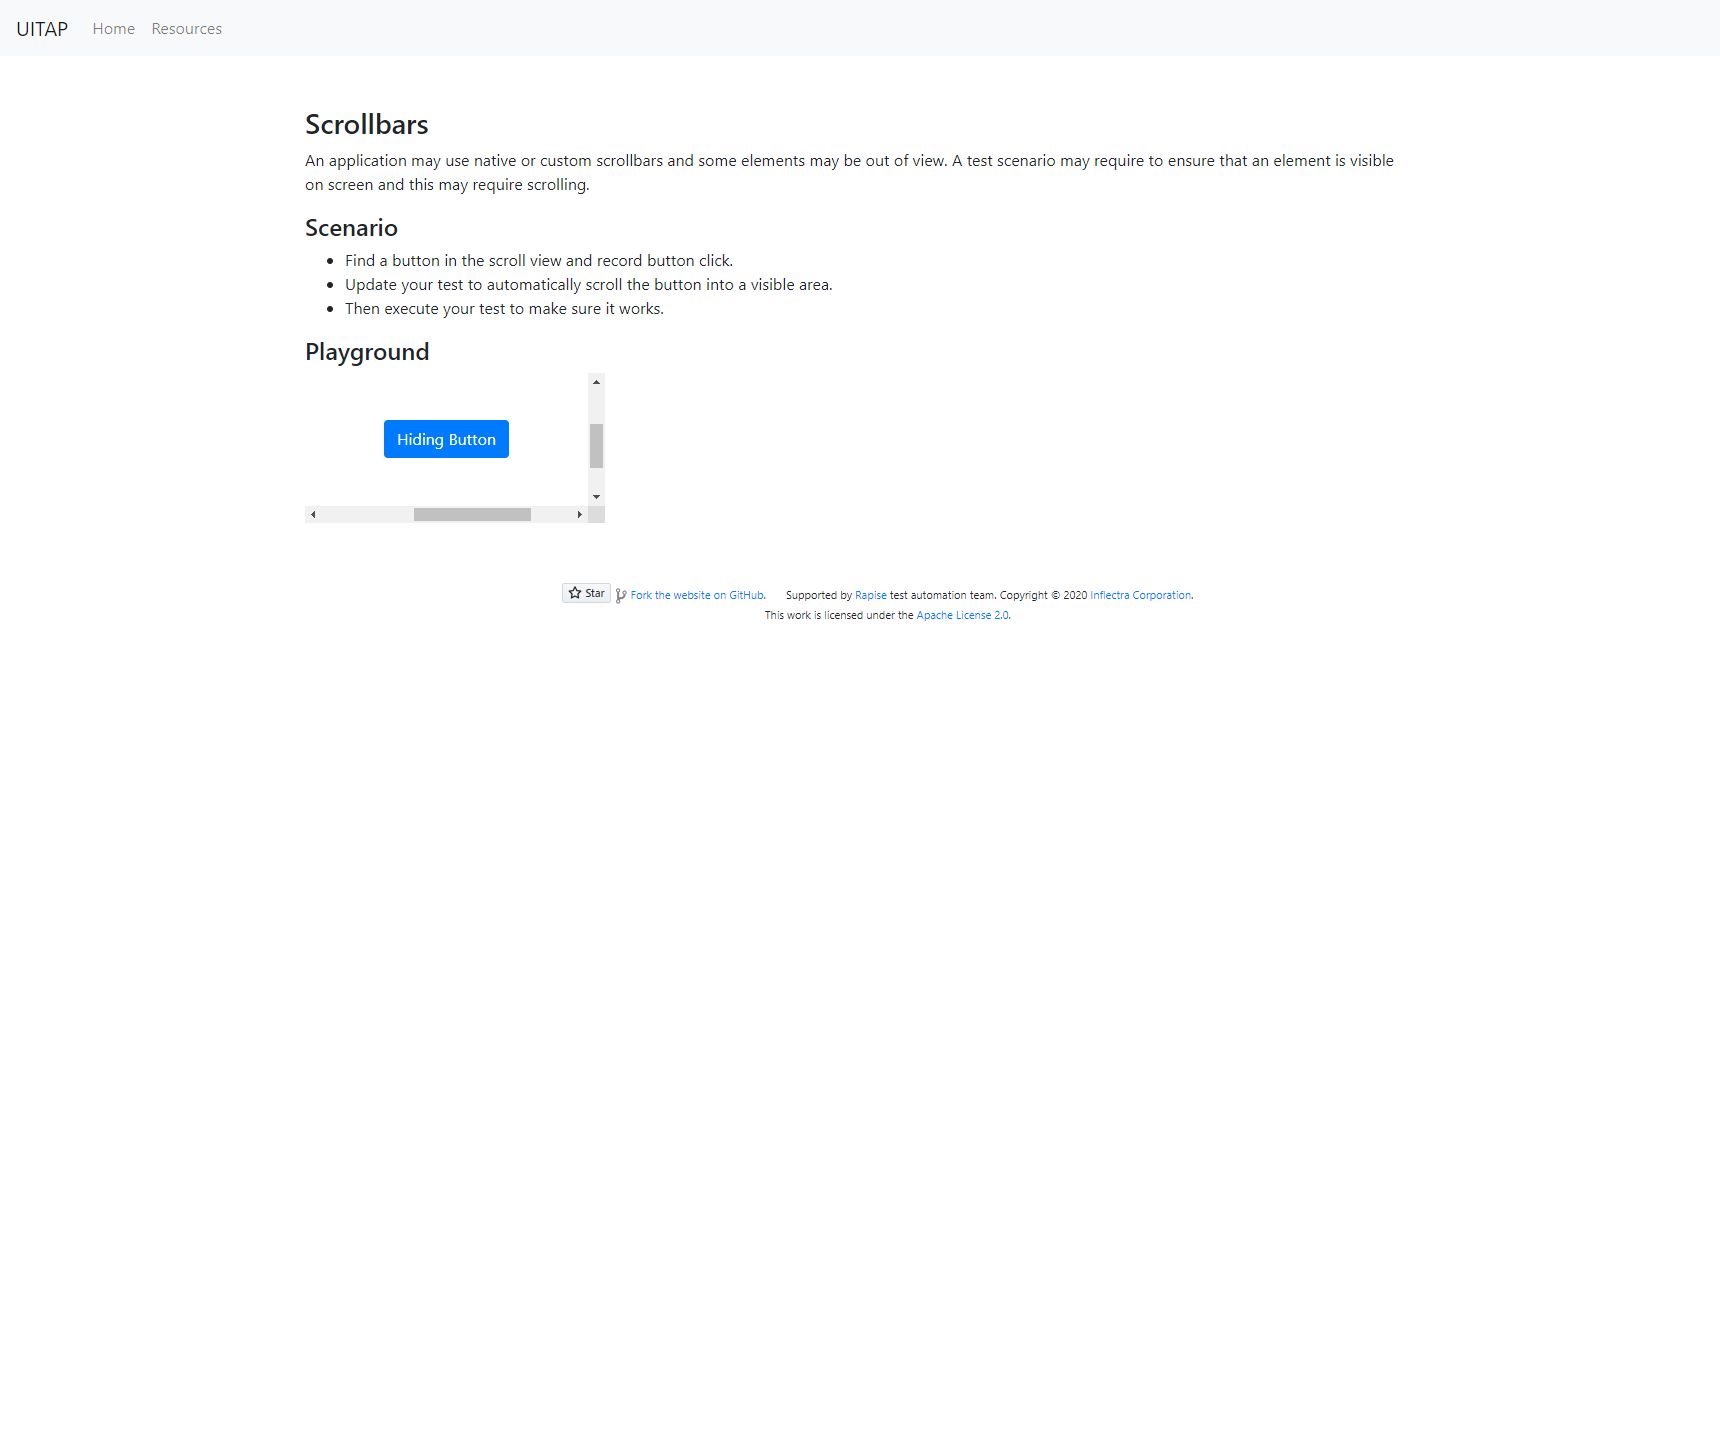 UITAP Home Resources
Scrollbars
An application may use native or custom scrollbars and some elements may be out of view. A test scenario may require to ensure that an element is visible
on screen and this may require scrolling.
Scenario
• Find a button in the scroll view and record button click.
• Update your test to automatically scroll the button into a visible area.
• Then execute your test to make sure it works.
Playground
Hiding Button
Star Fork the website on GitHub. Supported by Rapise test automation team. Copyright © 2020 Inflectra Corporation.
This work is licensed under the Apache License 2.0.